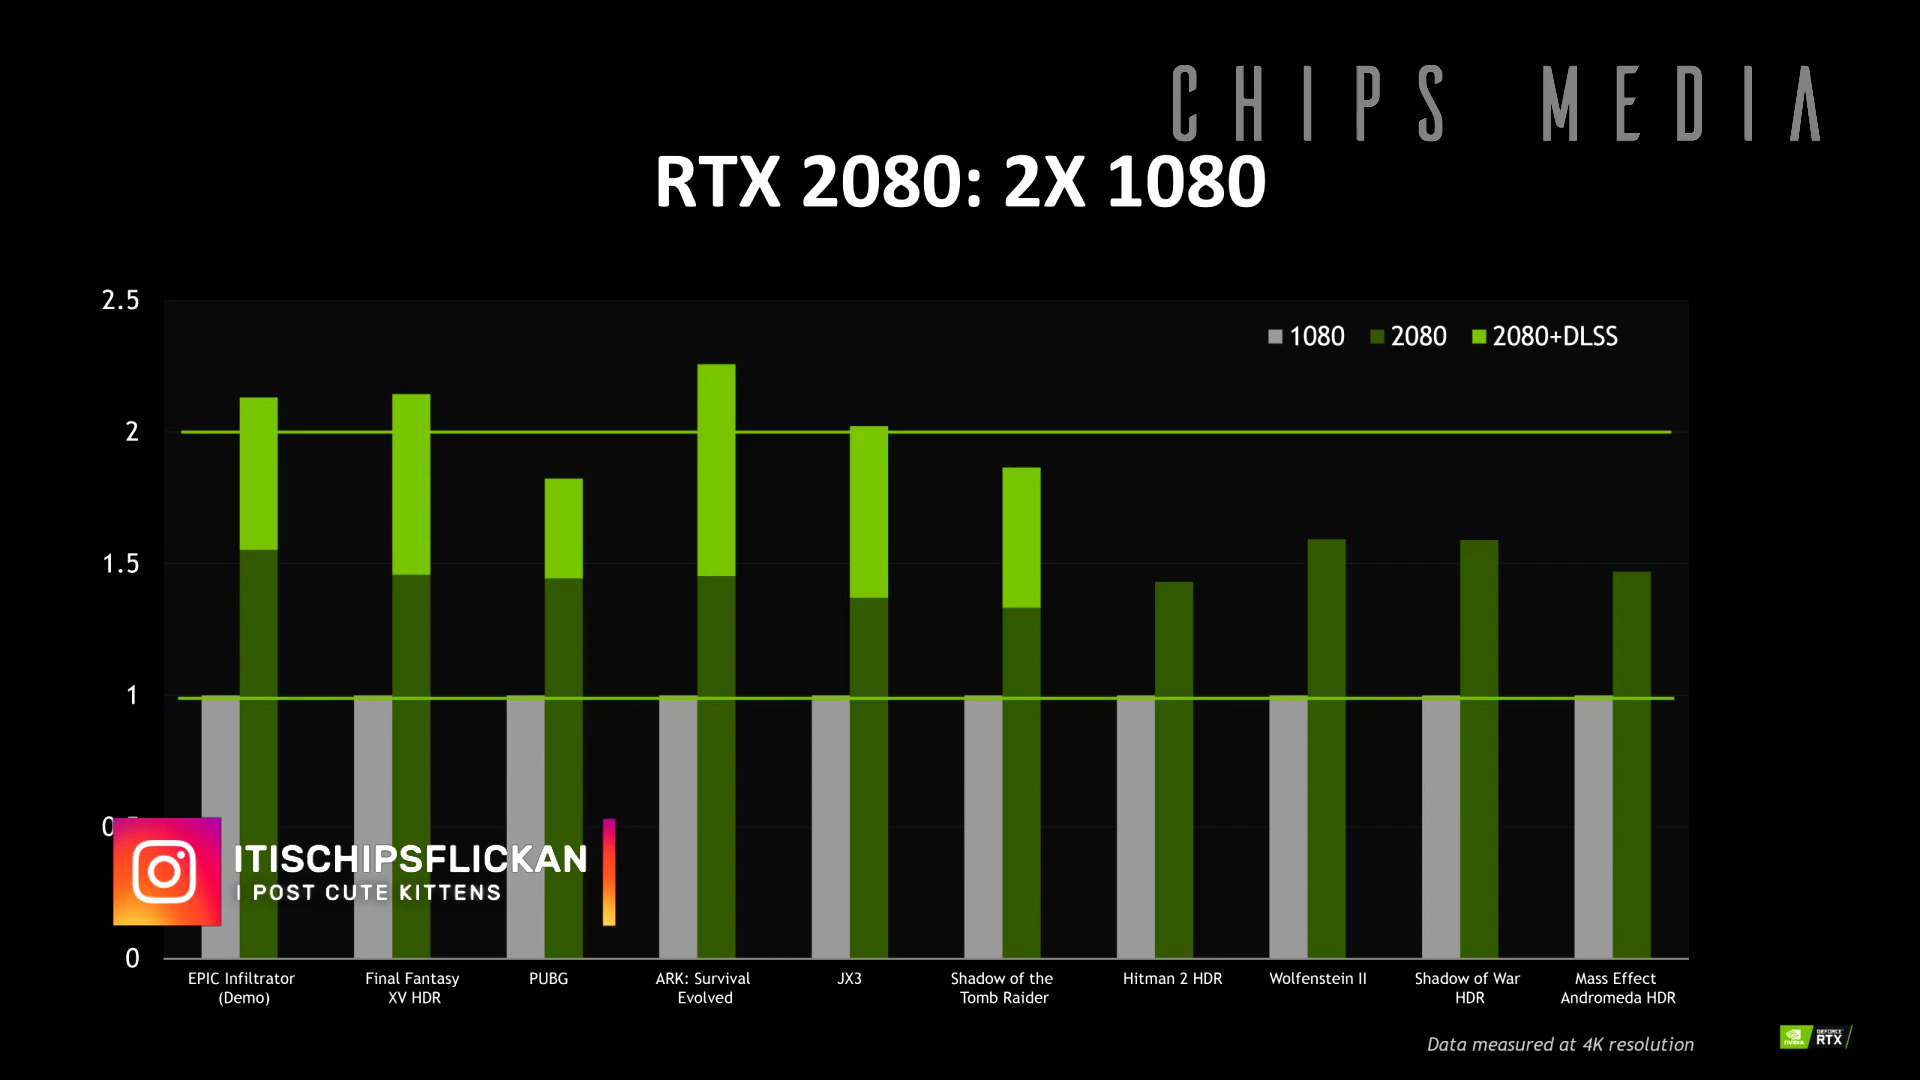 CHIPS MEDIA
RTX 2080: 2X 1080
2.5
1080 2080 2080+DLSS
2
1.5
1
ITISCHIPSFLICKAN
I POST CUTE KITTENS
0
EPIC Infiltrator
(Demo)
Final Fantasy
XV HDR
PUBG
ARK: Survival
Evolved
JX3
Shadow of the
Tomb Raider
Hitman 2 HDR
Wolfenstein II
Shadow of War
HDR
Mass Effect
Andromeda HDR
Data measured at 4K resolution
NVIDIA
GEFORCE
RTX